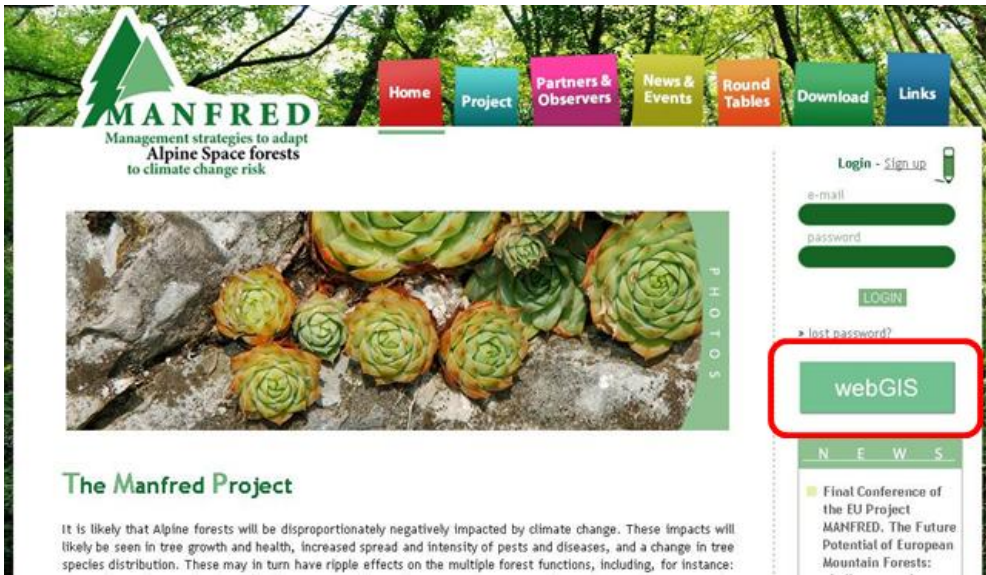 MANFRED
Management strategies to adapt
Alpine Space forests
to climate change risk
Home
Project
Partners &
Observers
News &
Events
Round
Tables
Download
Links
Login - Sign up
e-mail
password
LOGIN
» lost password?
webGIS
PHOTOS
NEWS
Final Conference of
the EU Project
MANFRED. The Future
Potential of European
Mountain Forests:
The Manfred Project
It is likely that Alpine forests will be disproportionately negatively impacted by climate change. These impacts will
likely be seen in tree growth and health, increased spread and intensity of pests and diseases, and a change in tree
species distribution. These may in turn have ripple effects on the multiple forest functions, including, for instance: